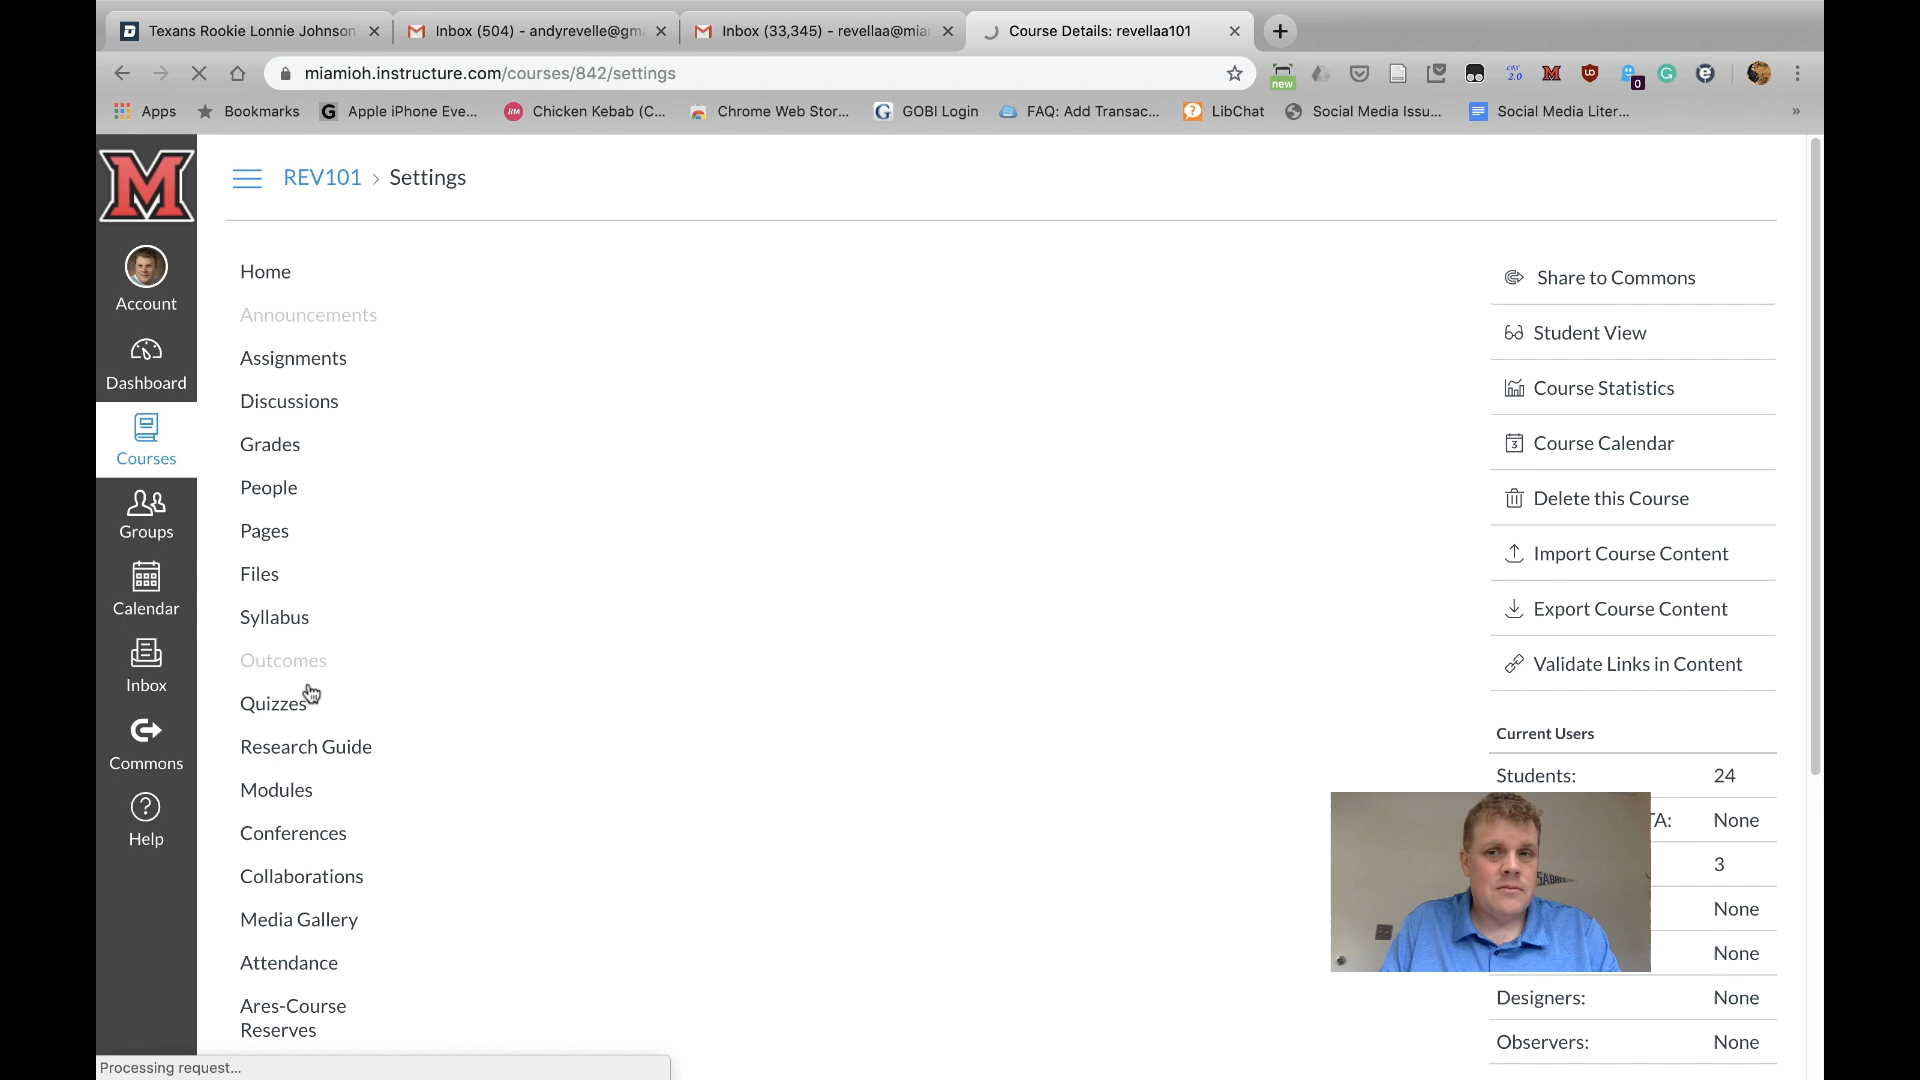 Texans Rookie Lonnie Johnson
Inbox (504) - andyrevelle@gm
Inbox (33,345) - revellaa@miar
Course Details: revellaa101
miamioh.instructure.com/courses/842/settings
new
2.0
0
Apps
Bookmarks
Apple iPhone Eve...
Chicken Kebab (C...
Chrome Web Stor...
GOBI Login
FAQ: Add Transac...
LibChat
Social Media Issu...
Social Media Liter...
»
M
REV101 > Settings
Account
Dashboard
Courses
Groups
Calendar
Inbox
Commons
Help
Home
Announcements
Assignments
Discussions
Grades
People
Pages
Files
Syllabus
Outcomes
Quizzes
Research Guide
Modules
Conferences
Collaborations
Media Gallery
Attendance
Ares-Course
Reserves
Share to Commons
Student View
Course Statistics
Course Calendar
Delete this Course
Import Course Content
Export Course Content
Validate Links in Content
Current Users
Students: 24
TA: None
3
None
None
Designers: None
Observers: None
Processing request...